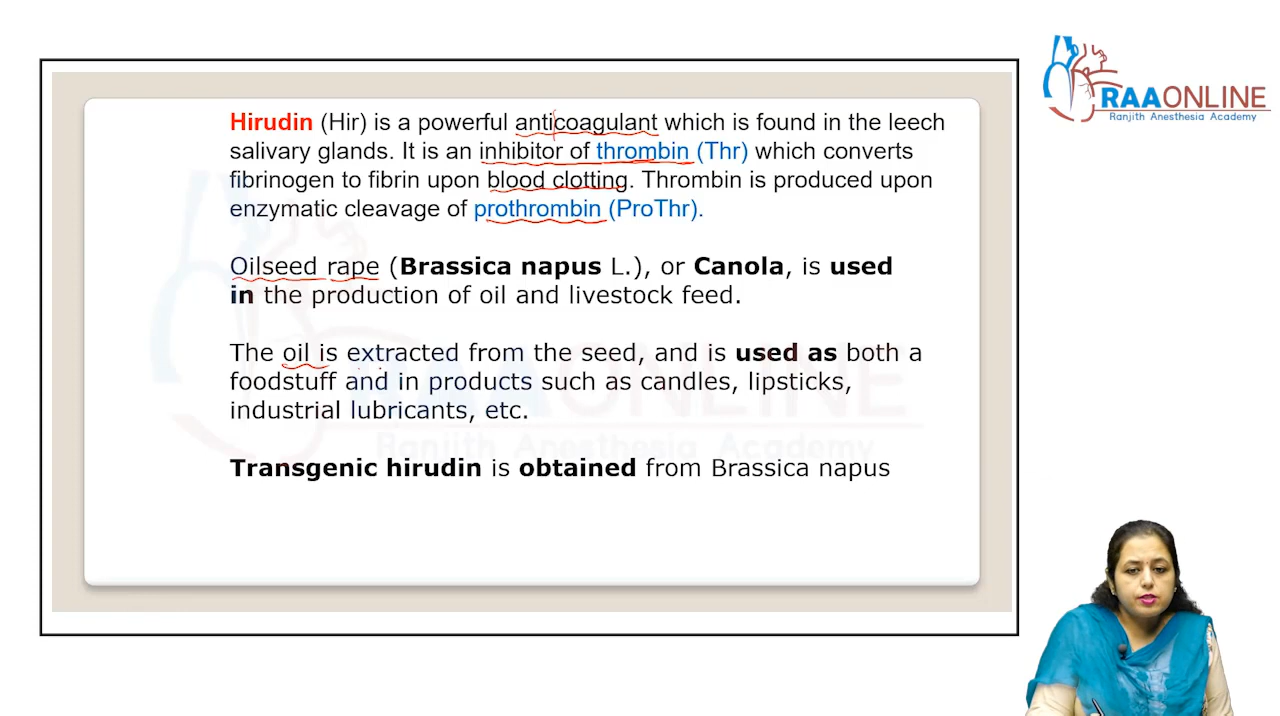 Hirudin (Hir) is a powerful anticoagulant which is found in the leech
salivary glands. It is an inhibitor of thrombin (Thr) which converts
fibrinogen to fibrin upon blood clotting. Thrombin is produced upon
enzymatic cleavage of prothrombin (ProThr).
Oilseed rape (Brassica napus L.), or Canola, is used
in the production of oil and livestock feed.
The oil is extracted from the seed, and is used as both a
foodstuff and in products such as candles, lipsticks,
industrial lubricants, etc.
Transgenic hirudin is obtained from Brassica napus
RAAONLINE
Ranjith Anesthesia Academy
RAAONLINE
Ranjith Anesthesia Academy